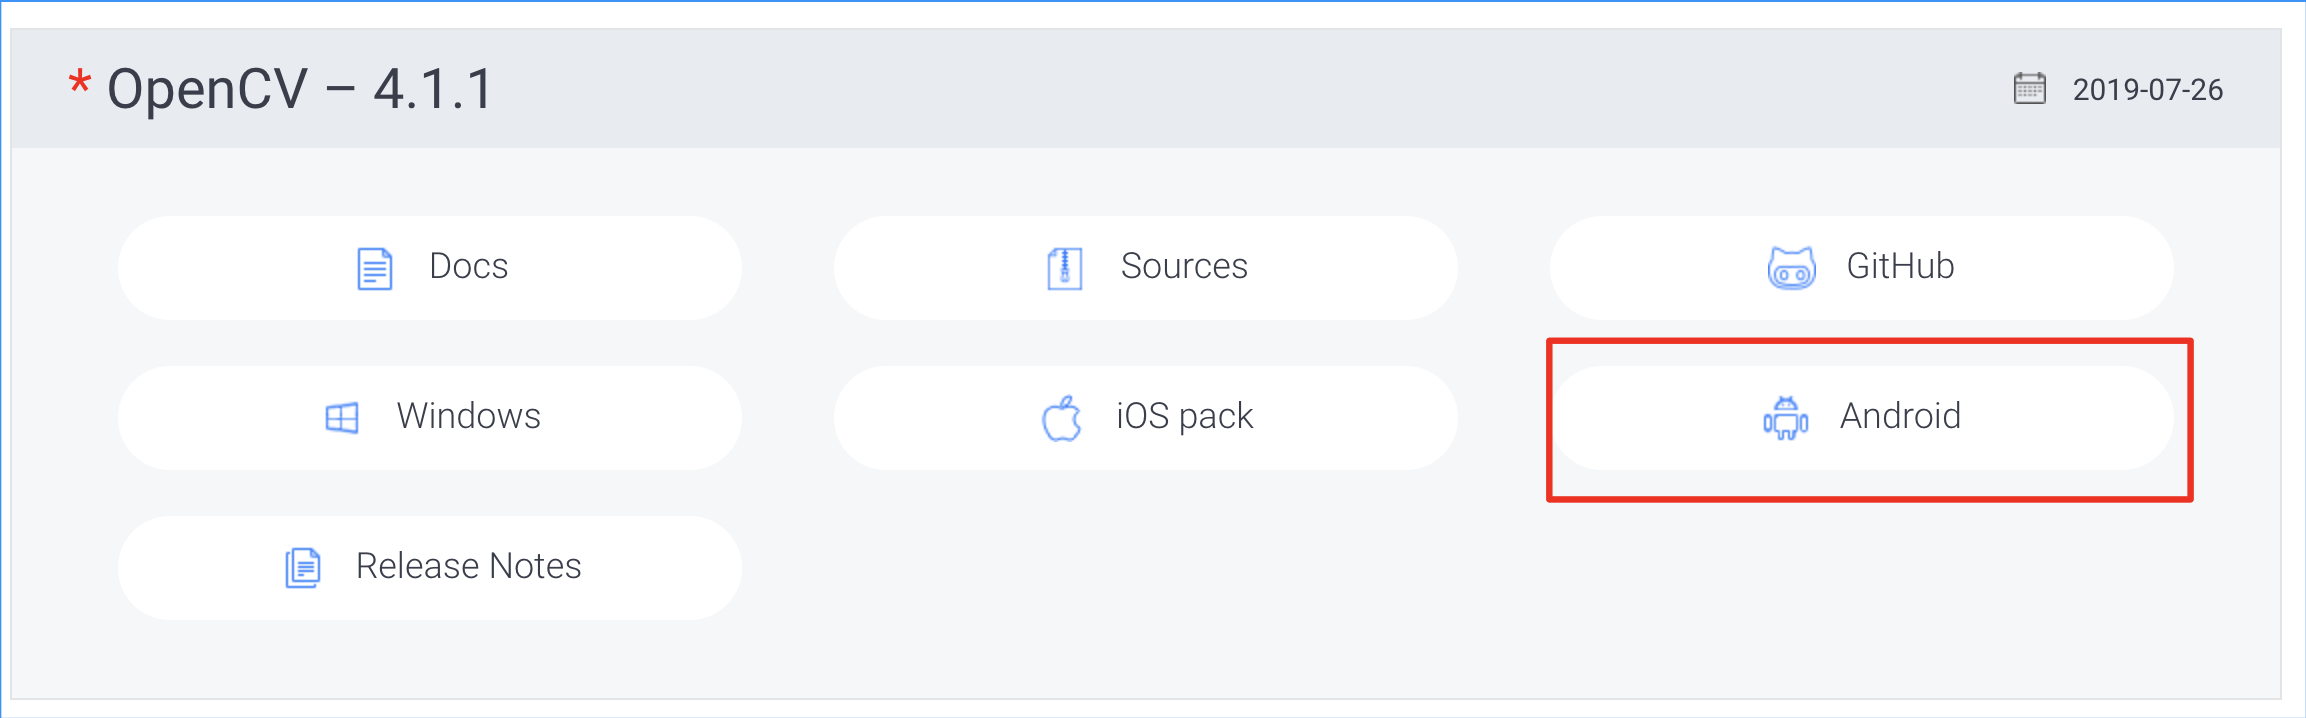 * OpenCV – 4.1.1
2019-07-26
Docs
Sources
GitHub
Windows
iOS pack
Android
Release Notes